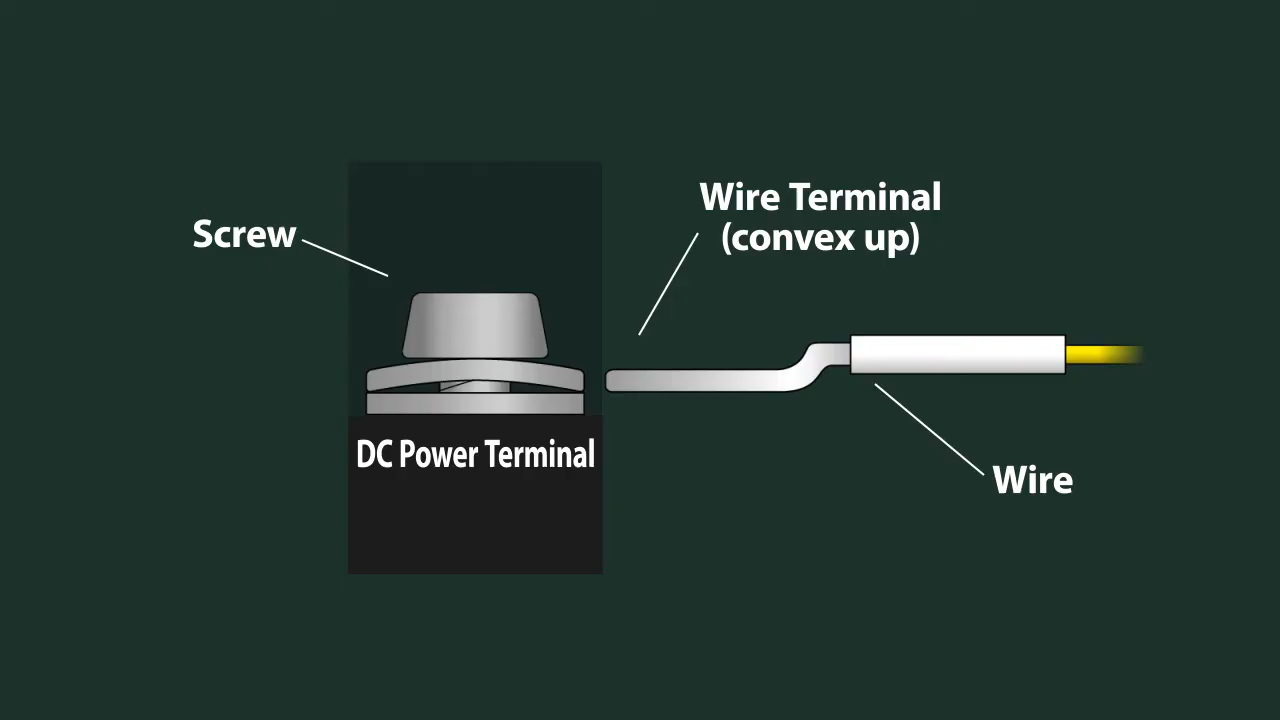 Wire Terminal
(convex up)
Screw
DC Power Terminal
Wire